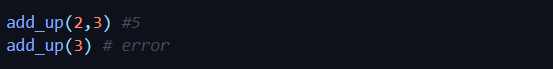 add_up(2,3) #5
add_up(3) # error